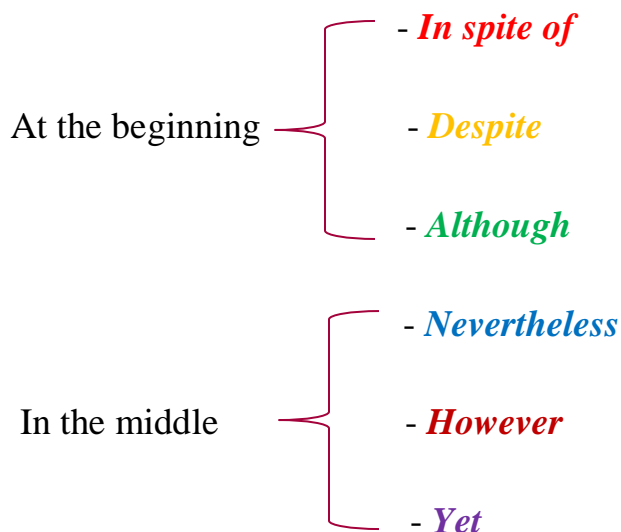 - In spite of
At the beginning - Despite
- Although
- Nevertheless
In the middle - However
- Yet